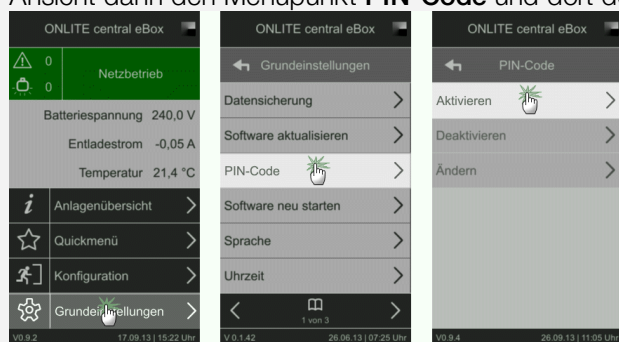 Ansicht dann den Menüpunkt PIN-Code und dort d
ONLITE central eBox
0
Netzbetrieb
0
Batteriespannung 240,0 V
Entladestrom -0,05 A
Temperatur 21,4 °C
Anlagenübersicht
Quickmenü
Konfiguration
Grundeinstellungen
V0.9.2 17.09.13 | 15:22 Uhr
ONLITE central eBox
Grundeinstellungen
Datensicherung
Software aktualisieren
PIN-Code
Software neu starten
Sprache
Uhrzeit
1 von 3
V 0.1.42 26.06.13 | 07:25 Uhr
ONLITE central eBox
PIN-Code
Aktivieren
Deaktivieren
Ändern
V0.9.4 26.09.13 | 11:05 Uhr